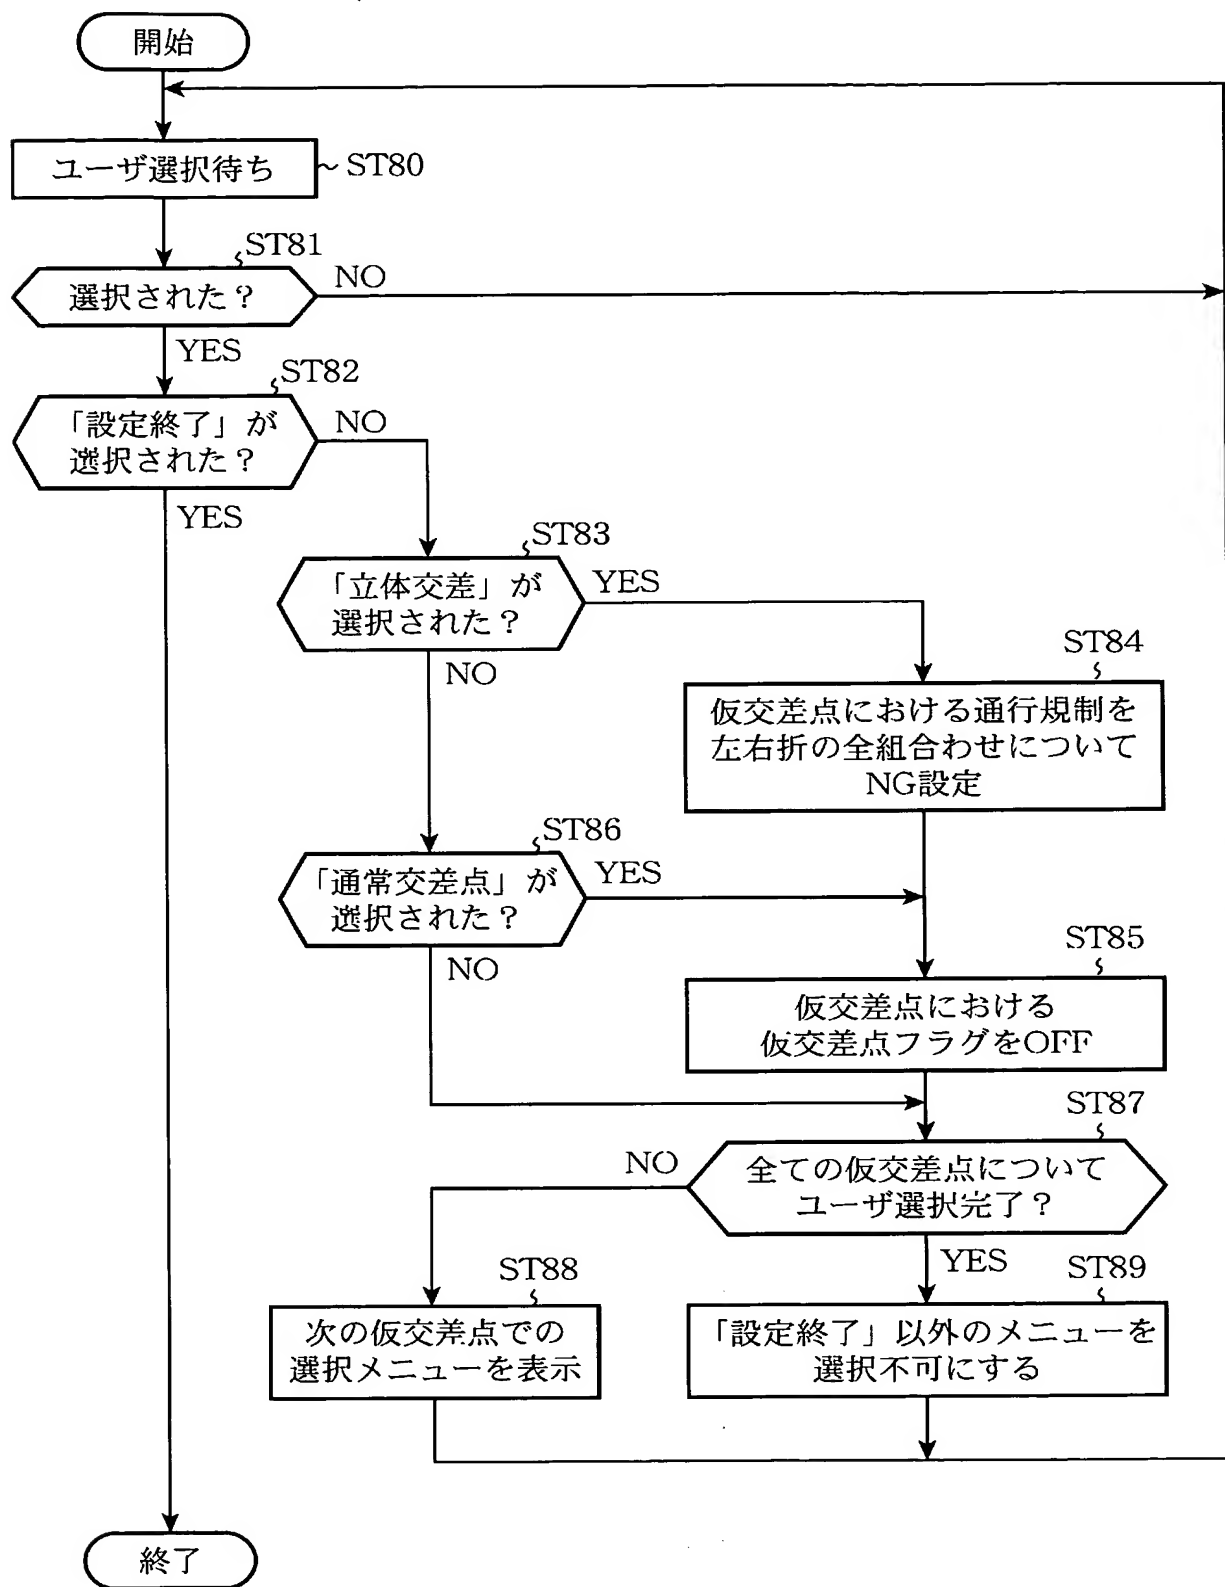 開始
ユーザ選択待ち
ST80
ST81
選択された？
NO
YES
ST82
「設定終了」が
選択された？
NO
YES
ST83
「立体交差」が
選択された？
YES
NO
ST84
仮交差点における通行規制を
左右折の全組合わせについて
NG設定
ST86
「通常交差点」が
選択された？
YES
NO
ST85
仮交差点における
仮交差点フラグをOFF
ST87
全ての仮交差点について
ユーザ選択完了？
NO
YES
ST88
次の仮交差点での
選択メニューを表示
ST89
「設定終了」以外のメニューを
選択不可にする
終了